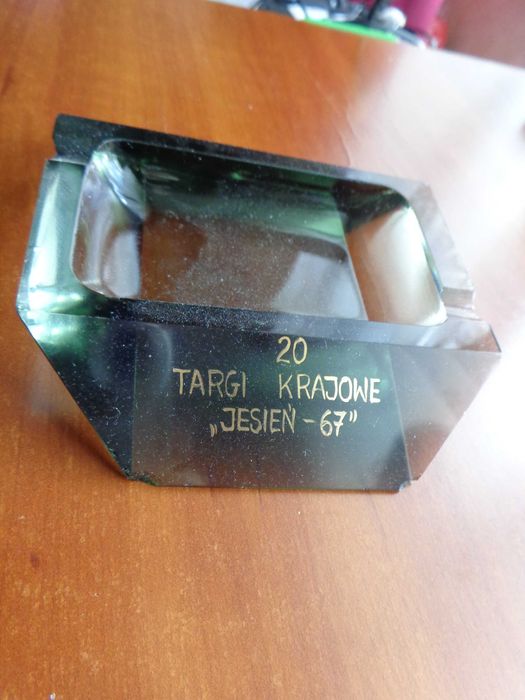 20
TARGI KRAJOWE
„JESIEŃ – 67”